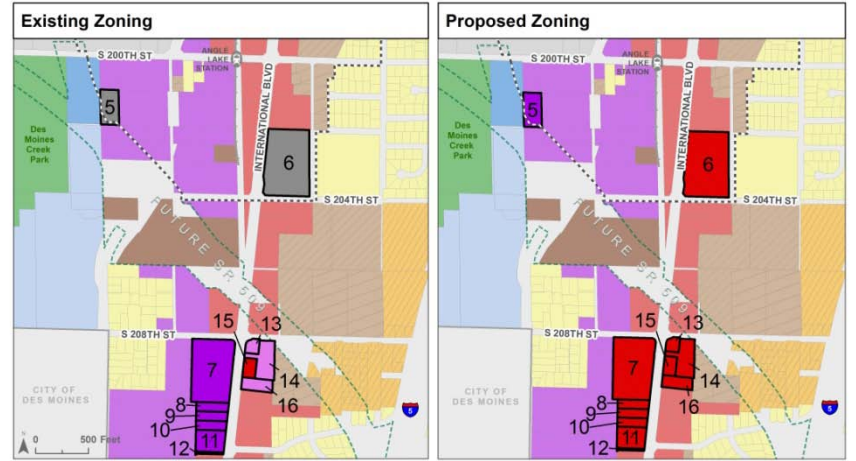 Existing Zoning
S 200TH ST
ANGLE
LAKE
STATION
INTERNATIONAL BLVD
5
6
Des
Moines
Creek
Park
S 204TH ST
FUTURE SR 509
S 208TH ST
15
13
7
14
16
8
9
10
11
12
CITY OF
DES MOINES
5
N
0
500 Feet
Proposed Zoning
S 200TH ST
ANGLE
LAKE
STATION
INTERNATIONAL BLVD
5
6
Des
Moines
Creek
Park
S 204TH ST
FUTURE SR 509
S 208TH ST
15
13
7
14
16
8
9
10
11
12
CITY OF
DES MOINES
5